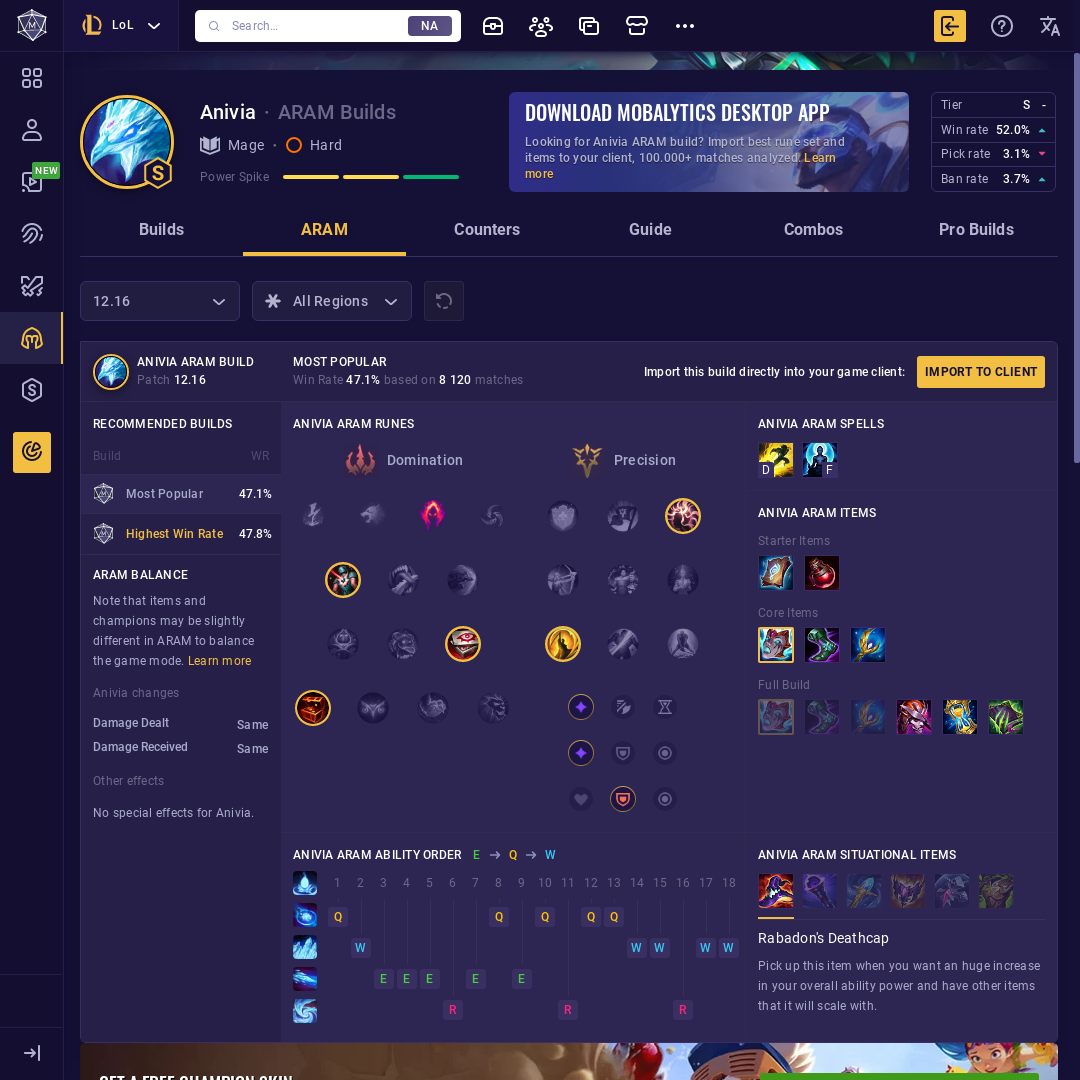 LoL
Search...
NA
NEW
Anivia · ARAM Builds
Mage · Hard
Power Spike
S
DOWNLOAD MOBALYTICS DESKTOP APP
Looking for Anivia ARAM build? Import best rune set and
items to your client, 100.000+ matches analyzed. Learn
more
Tier S -
Win rate 52.0%
Pick rate 3.1%
Ban rate 3.7%
Builds
ARAM
Counters
Guide
Combos
Pro Builds
12.16
All Regions
ANIVIA ARAM BUILD
Patch 12.16
MOST POPULAR
Win Rate 47.1% based on 8 120 matches
Import this build directly into your game client:
IMPORT TO CLIENT
RECOMMENDED BUILDS
Build WR
Most Popular 47.1%
Highest Win Rate 47.8%
ARAM BALANCE
Note that items and
champions may be slightly
different in ARAM to balance
the game mode. Learn more
Anivia changes
Damage Dealt Same
Damage Received Same
Other effects
No special effects for Anivia.
ANIVIA ARAM RUNES
Domination
Precision
ANIVIA ARAM SPELLS
D F
ANIVIA ARAM ITEMS
Starter Items
Core Items
Full Build
ANIVIA ARAM ABILITY ORDER E → Q → W
1 2 3 4 5 6 7 8 9 10 11 12 13 14 15 16 17 18
Q Q Q Q Q
W W W W W
E E E E E
R R R
ANIVIA ARAM SITUATIONAL ITEMS
Rabadon's Deathcap
Pick up this item when you want an huge increase
in your overall ability power and have other items
that it will scale with.
GET A FREE CHAMPION SKIN